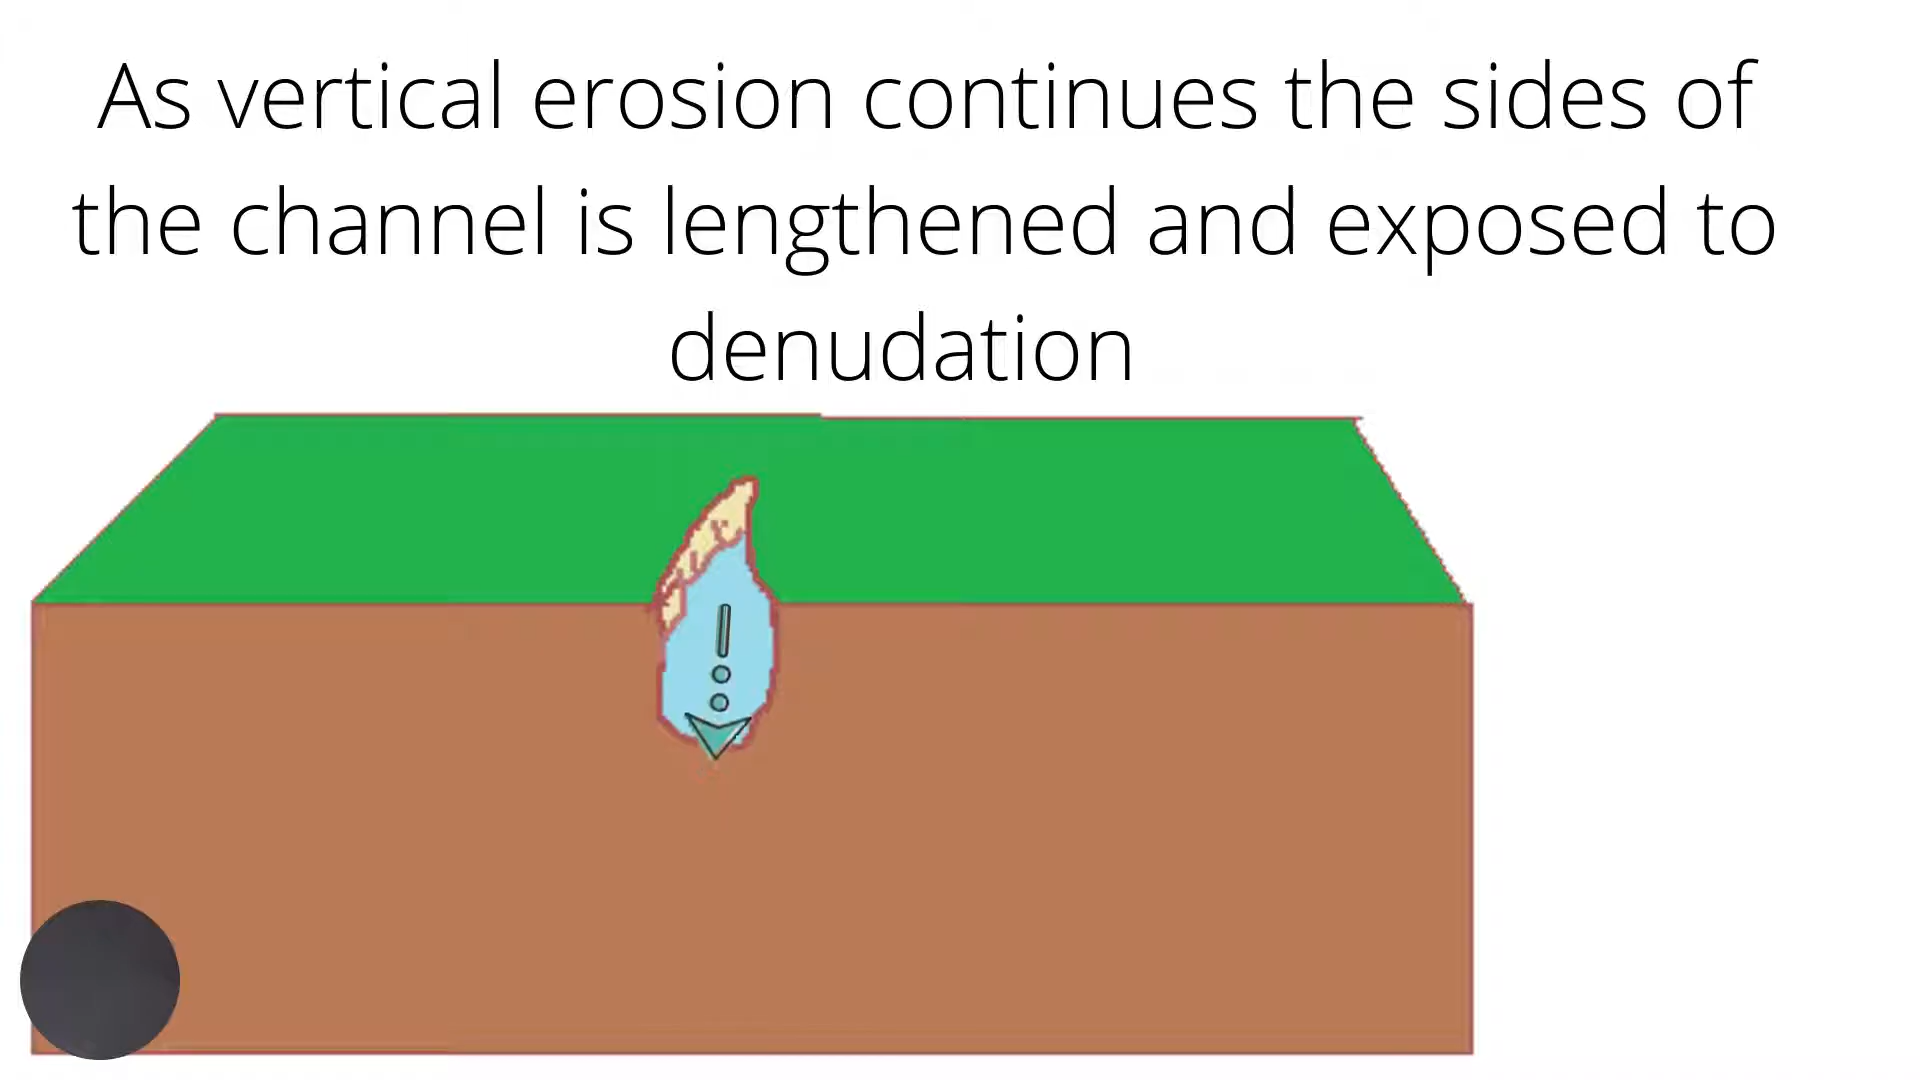 As vertical erosion continues the sides of
the channel is lengthened and exposed to
denudation